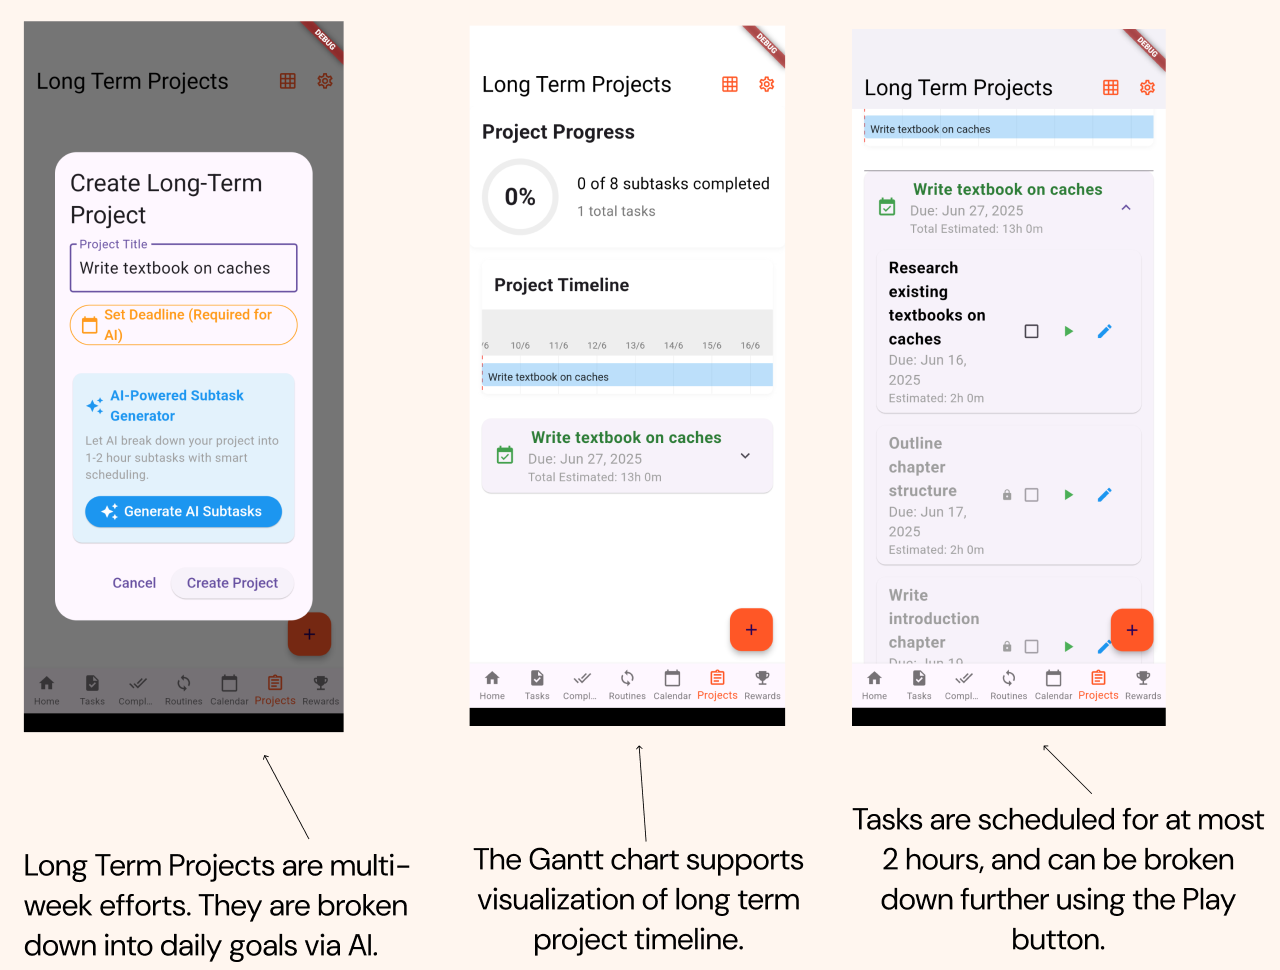 DEBUG
Long Term Projects
Create Long-Term
Project
Project Title
Write textbook on caches
Set Deadline (Required for
AI)
AI-Powered Subtask
Generator
Let AI break down your project into
1-2 hour subtasks with smart
scheduling.
Generate AI Subtasks
Cancel
Create Project
+
Home Tasks Compl... Routines Calendar Projects Rewards
Long Term Projects are multi-
week efforts. They are broken
down into daily goals via AI.
DEBUG
Long Term Projects
Project Progress
0%
0 of 8 subtasks completed
1 total tasks
Project Timeline
/6 10/6 11/6 12/6 13/6 14/6 15/6 16/6
Write textbook on caches
Write textbook on caches
Due: Jun 27, 2025
Total Estimated: 13h 0m
+
Home Tasks Compl... Routines Calendar Projects Rewards
The Gantt chart supports
visualization of long term
project timeline.
DEBUG
Long Term Projects
Write textbook on caches
Write textbook on caches
Due: Jun 27, 2025
Total Estimated: 13h 0m
Research
existing
textbooks on
caches
Due: Jun 16,
2025
Estimated: 2h 0m
Outline
chapter
structure
Due: Jun 17,
2025
Estimated: 2h 0m
Write
introduction
chapter
Due: Jun 19
+
Home Tasks Compl... Routines Calendar Projects Rewards
Tasks are scheduled for at most
2 hours, and can be broken
down further using the Play
button.